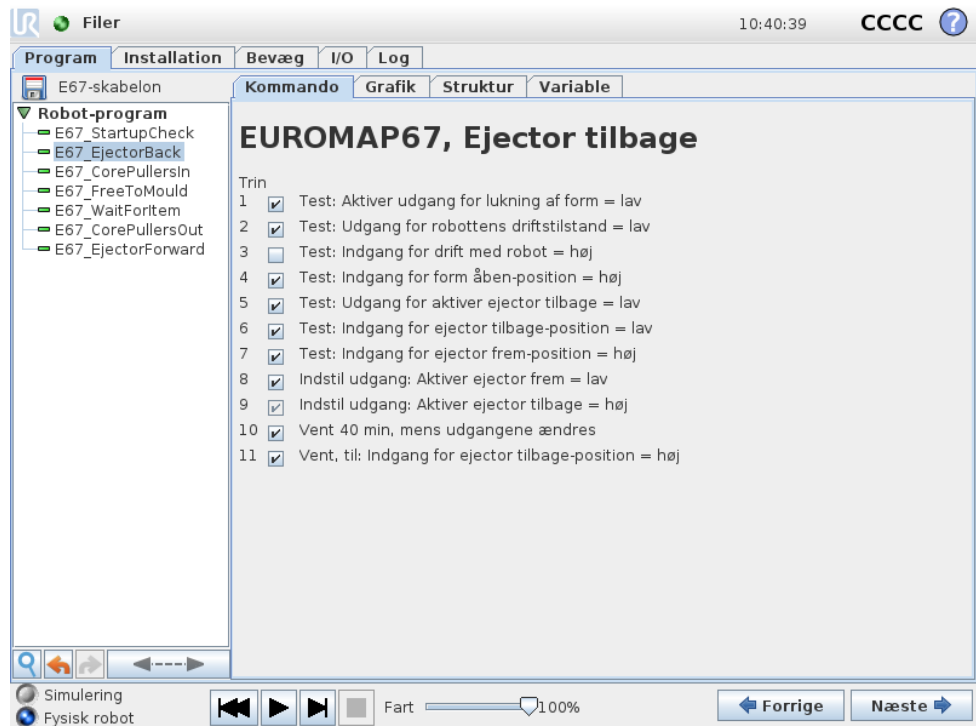 UR Filer 10:40:39 CCCC ?
Program Installation Bevæg I/O Log
E67-skabelon
Kommando Grafik Struktur Variable
Robot-program
E67_StartupCheck
E67_EjectorBack
E67_CorePullersIn
E67_FreeToMould
E67_WaitForItem
E67_CorePullersOut
E67_EjectorForward
EUROMAP67, Ejector tilbage
Trin
1 Test: Aktiver udgang for lukning af form = lav
2 Test: Udgang for robottens driftstilstand = lav
3 Test: Indgang for drift med robot = høj
4 Test: Indgang for form åben-position = høj
5 Test: Udgang for aktiver ejector tilbage = lav
6 Test: Indgang for ejector tilbage-position = lav
7 Test: Indgang for ejector frem-position = høj
8 Indstil udgang: Aktiver ejector frem = lav
9 Indstil udgang: Aktiver ejector tilbage = høj
10 Vent 40 min, mens udgangene ændres
11 Vent, til: Indgang for ejector tilbage-position = høj
Simulering
Fysisk robot
Fart 100%
Forrige Næste